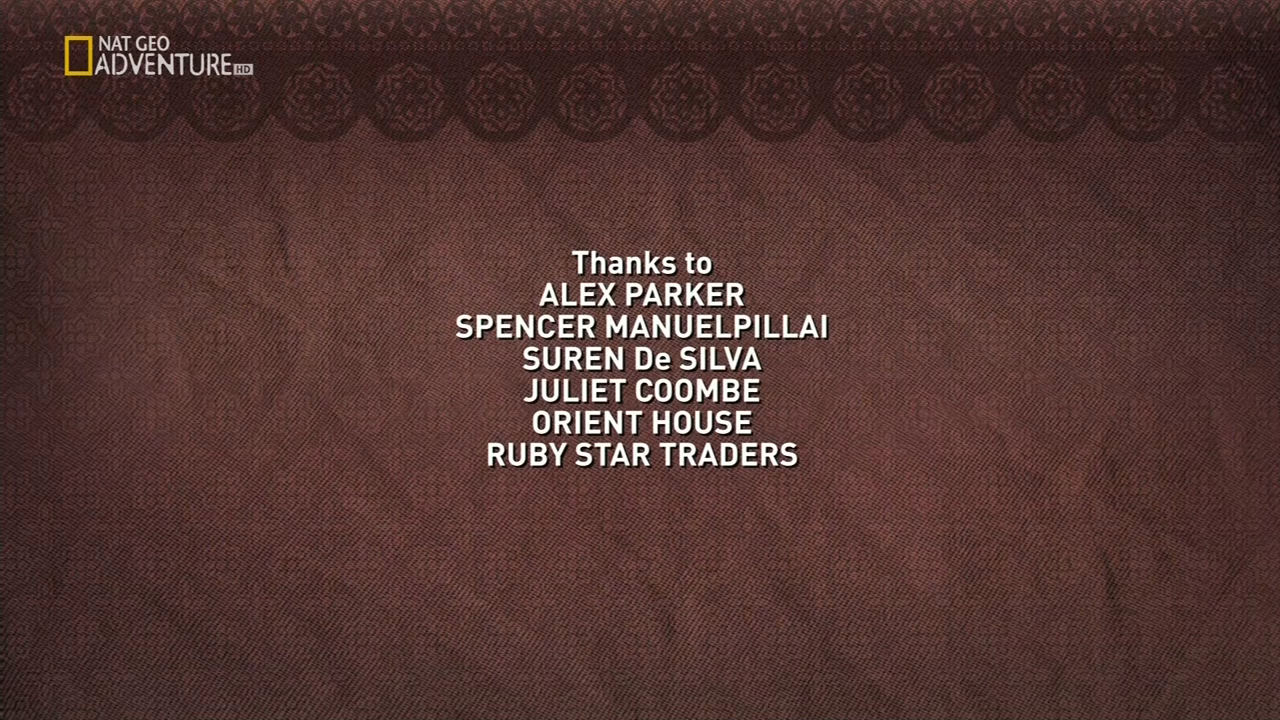 NAT GEO
ADVENTURE HD
Thanks to
ALEX PARKER
SPENCER MANUELPILLAI
SUREN De SILVA
JULIET COOMBE
ORIENT HOUSE
RUBY STAR TRADERS